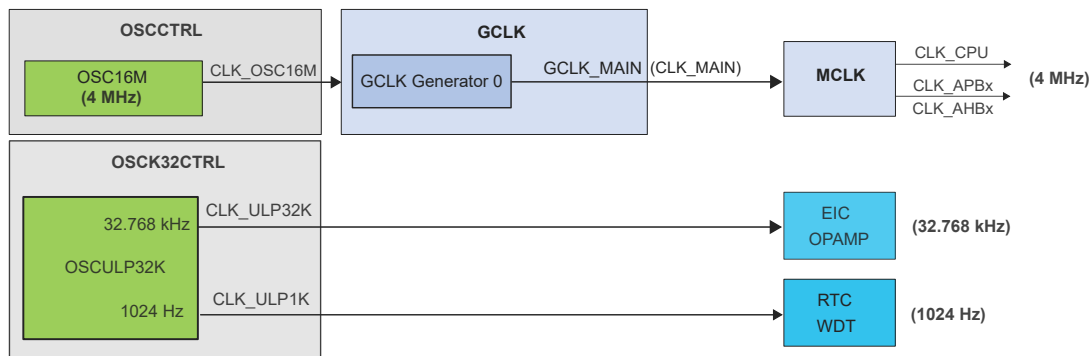 OSCCTRL
OSC16M
(4 MHz)
CLK_OSC16M
GCLK
GCLK Generator 0
GCLK_MAIN (CLK_MAIN)
MCLK
CLK_CPU
CLK_APBx
CLK_AHBx
(4 MHz)
OSCK32CTRL
32.768 kHz
OSCULP32K
1024 Hz
CLK_ULP32K
EIC
OPAMP
(32.768 kHz)
CLK_ULP1K
RTC
WDT
(1024 Hz)